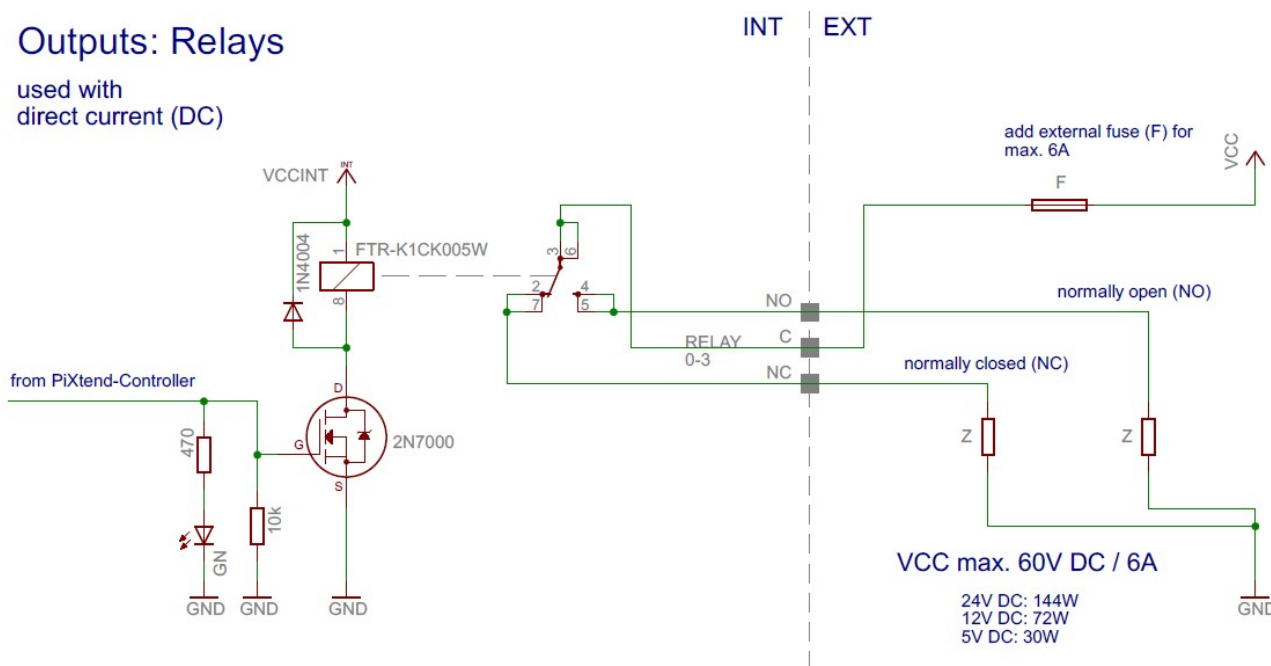 Outputs: Relays
used with
direct current (DC)
INT
EXT
add external fuse (F) for
max. 6A
VCC
F
INT
VCCINT
1N4004
1
FTR-K1CK005W
8
3
6
2
7
4
5
NO
normally open (NO)
RELAY
0-3
C
NC
normally closed (NC)
from PiXtend-Controller
D
G
S
2N7000
470
10k
GN
Z
Z
GND
GND
GND
GND
VCC max. 60V DC / 6A
24V DC: 144W
12V DC: 72W
5V DC: 30W